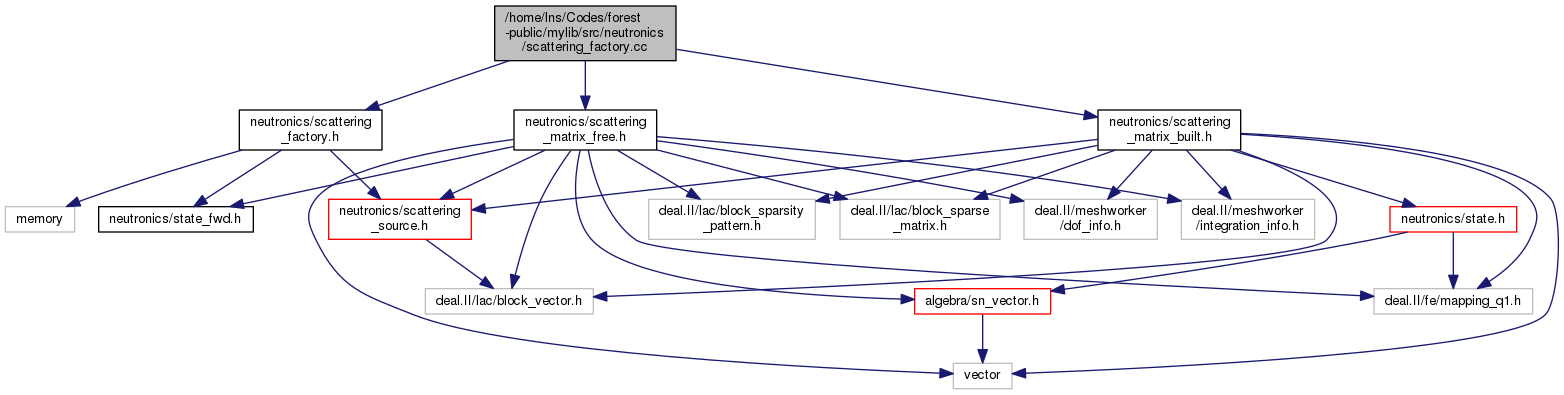 /home/lns/Codes/forest
-public/mylib/src/neutronics
/scattering_factory.cc
neutronics/scattering
_factory.h
neutronics/scattering
_matrix_free.h
neutronics/scattering
_matrix_built.h
memory
neutronics/state_fwd.h
neutronics/scattering
_source.h
deal.II/lac/block_sparsity
_pattern.h
deal.II/lac/block_sparse
_matrix.h
deal.II/meshworker
/dof_info.h
deal.II/meshworker
/integration_info.h
neutronics/state.h
deal.II/lac/block_vector.h
algebra/sn_vector.h
deal.II/fe/mapping_q1.h
vector